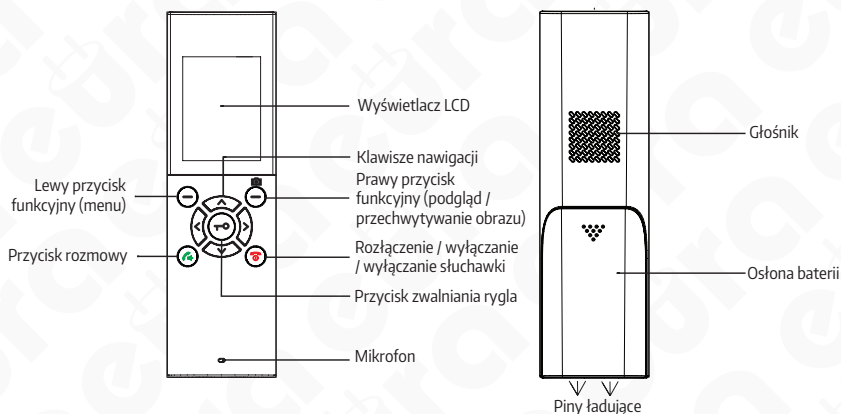 Wyświetlacz LCD
Klawisze nawigacji
Lewy przycisk
funkcyjny (menu)
Prawy przycisk
funkcyjny (podgląd /
przechwytywanie obrazu)
Przycisk rozmowy
Rozłączenie / wyłączanie
/ wyłączanie słuchawki
Przycisk zwalniania rygla
Mikrofon
Głośnik
Osłona baterii
Piny ładujące
eura